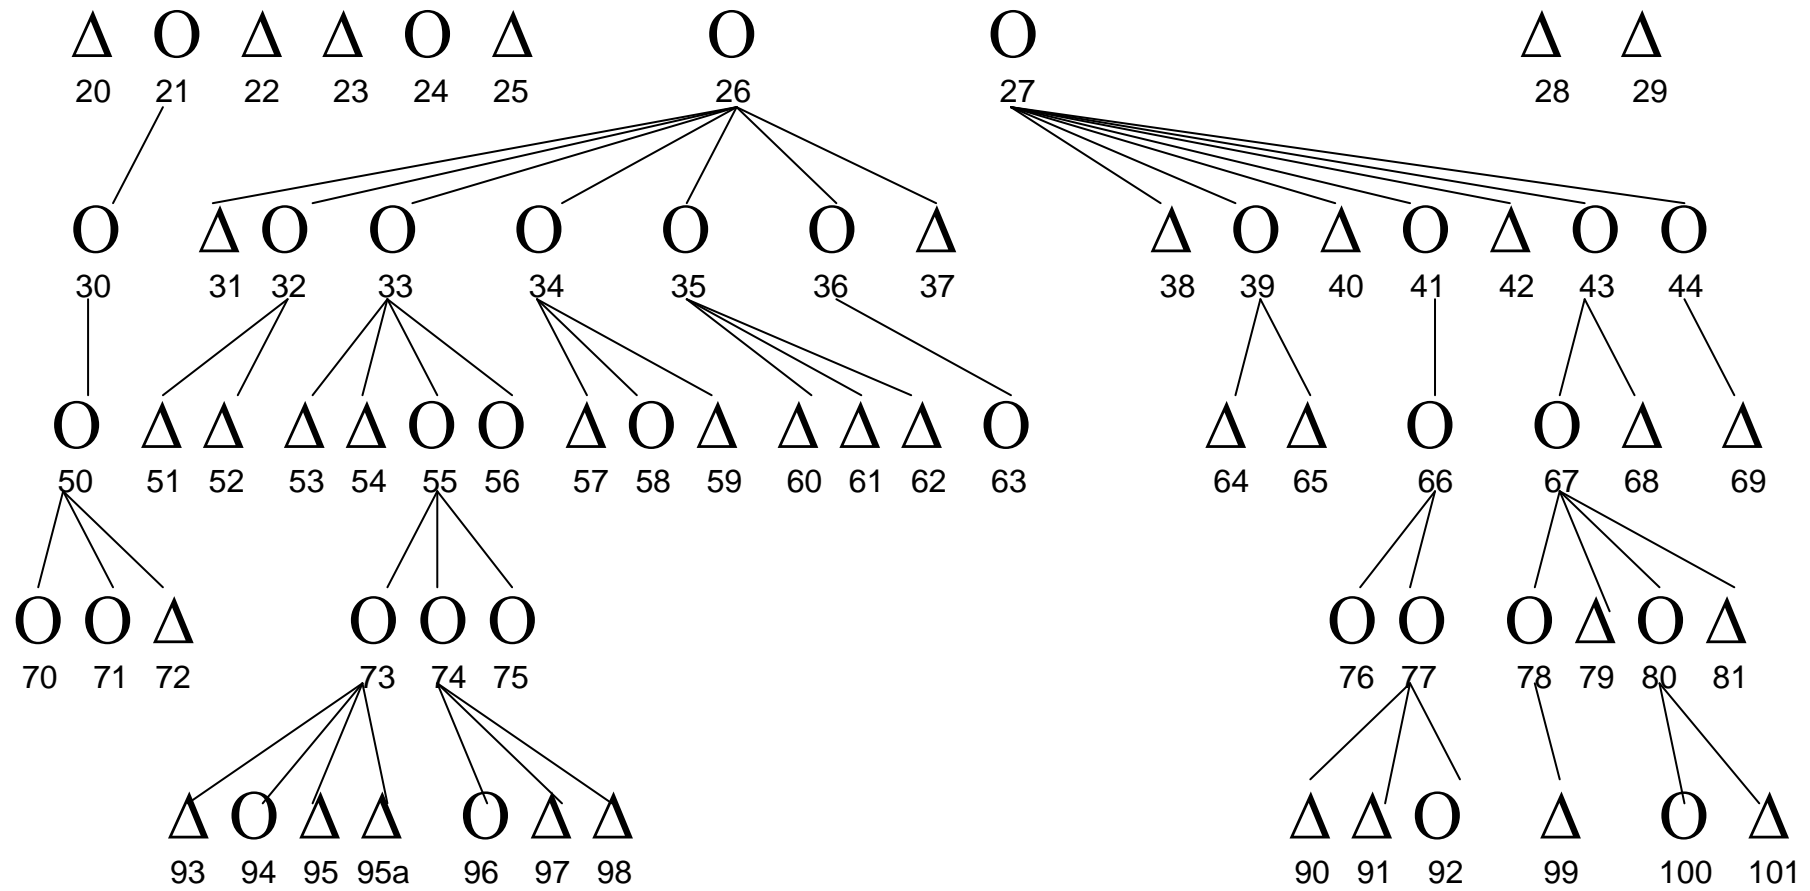 Δ O Δ Δ O Δ O O Δ Δ
20 21 22 23 24 25 26 27 28 29
O Δ O O O O O Δ Δ O Δ O Δ O O
30 31 32 33 34 35 36 37 38 39 40 41 42 43 44
O Δ Δ Δ Δ O O Δ O Δ Δ Δ Δ O Δ Δ O O Δ Δ
50 51 52 53 54 55 56 57 58 59 60 61 62 63 64 65 66 67 68 69
O O Δ O O O O O O Δ O Δ
70 71 72 73 74 75 76 77 78 79 80 81
Δ O Δ Δ O Δ Δ Δ Δ O Δ O Δ
93 94 95 95a 96 97 98 90 91 92 99 100 101